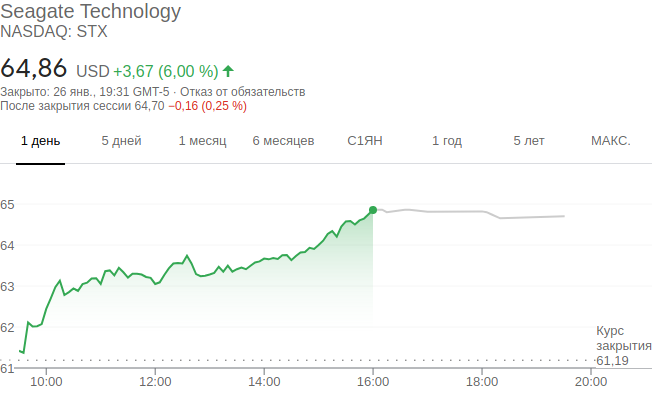 Seagate Technology
NASDAQ: STX
64,86 USD +3,67 (6,00 %)
Закрыто: 26 янв., 19:31 GMT-5 · Отказ от обязательств
После закрытия сессии 64,70 −0,16 (0,25 %)
1 день 5 дней 1 месяц 6 месяцев С1ЯН 1 год 5 лет МАКС.
65
64
63
62
Курс
закрытия
61,19
61
10:00 12:00 14:00 16:00 18:00 20:00